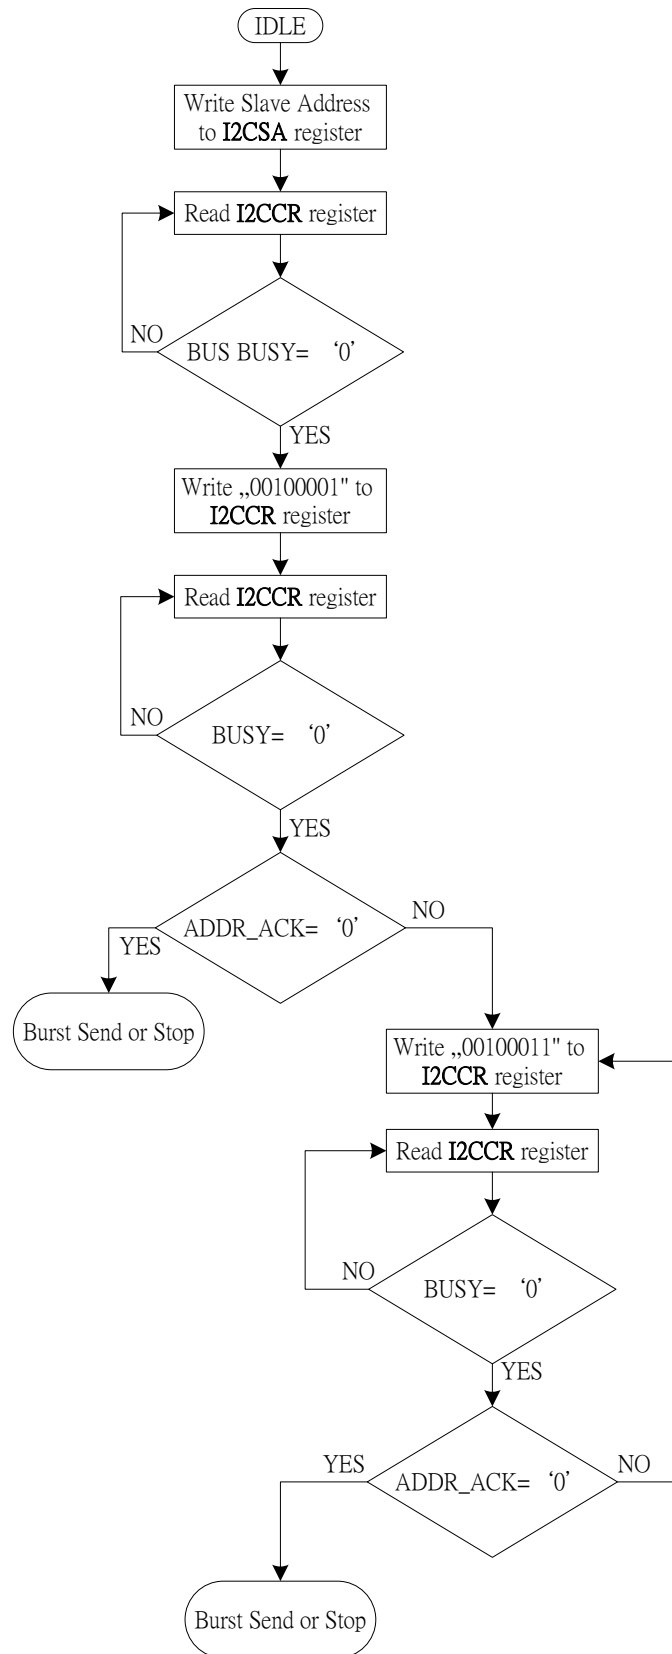 IDLE
Write Slave Address
to I2CSA register
Read I2CCR register
NO
BUS BUSY= ‘0’
YES
Write „00100001" to
I2CCR register
Read I2CCR register
NO
BUSY= ‘0’
YES
ADDR_ACK= ‘0’
NO
YES
Burst Send or Stop
Write „00100011" to
I2CCR register
Read I2CCR register
NO
BUSY= ‘0’
YES
YES
ADDR_ACK= ‘0’
NO
Burst Send or Stop